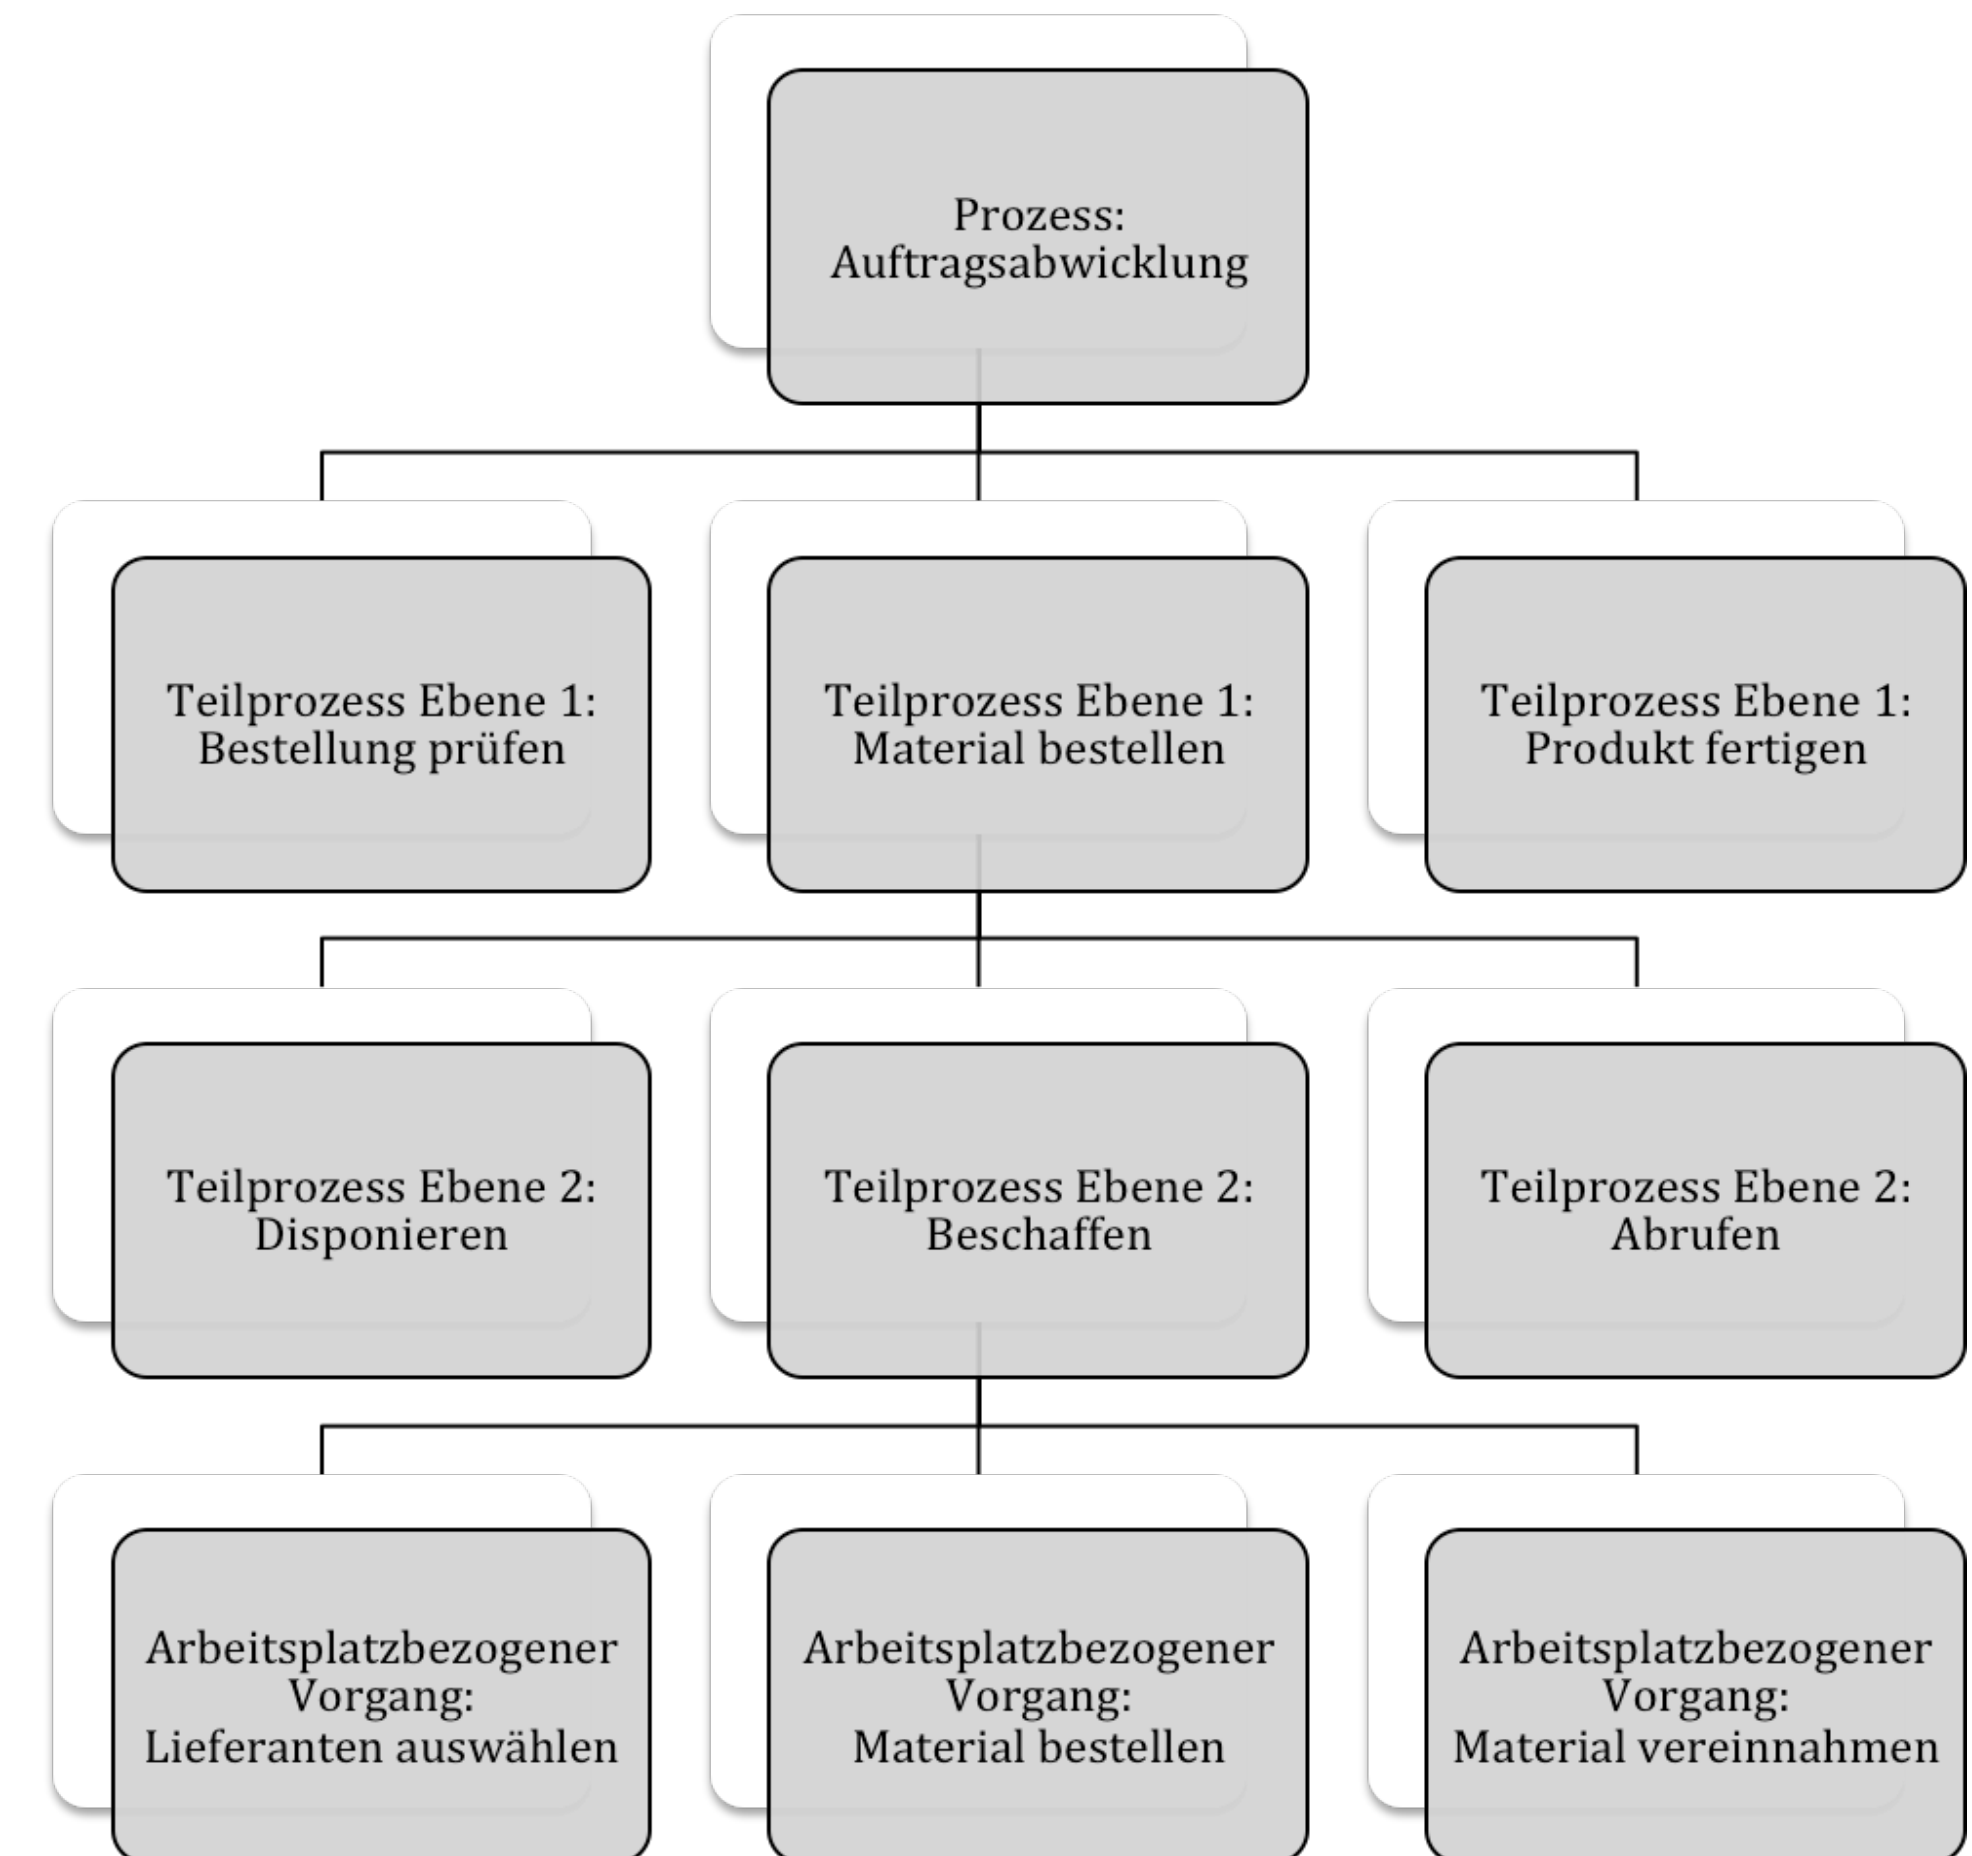 Prozess:
Auftragsabwicklung
Teilprozess Ebene 1:
Bestellung prüfen
Teilprozess Ebene 1:
Material bestellen
Teilprozess Ebene 1:
Produkt fertigen
Teilprozess Ebene 2:
Disponieren
Teilprozess Ebene 2:
Beschaffen
Teilprozess Ebene 2:
Abrufen
Arbeitsplatzbezogener
Vorgang:
Lieferanten auswählen
Arbeitsplatzbezogener
Vorgang:
Material bestellen
Arbeitsplatzbezogener
Vorgang:
Material vereinnahmen